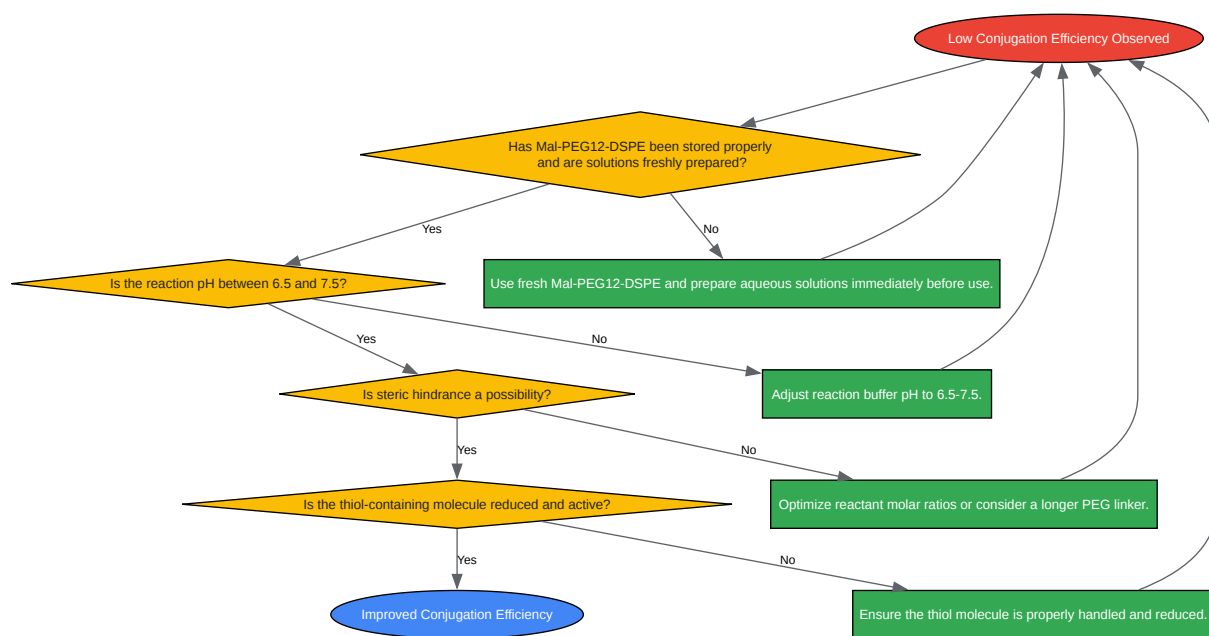 Low Conjugation Efficiency Observed
Has Mal-PEG12-DSPE been stored properly
and are solutions freshly prepared?
Yes
No
Is the reaction pH between 6.5 and 7.5?
Use fresh Mal-PEG12-DSPE and prepare aqueous solutions immediately before use.
Yes
No
Is steric hindrance a possibility?
Adjust reaction buffer pH to 6.5-7.5.
Yes
No
Is the thiol-containing molecule reduced and active?
Optimize reactant molar ratios or consider a longer PEG linker.
Yes
No
Improved Conjugation Efficiency
Ensure the thiol molecule is properly handled and reduced.